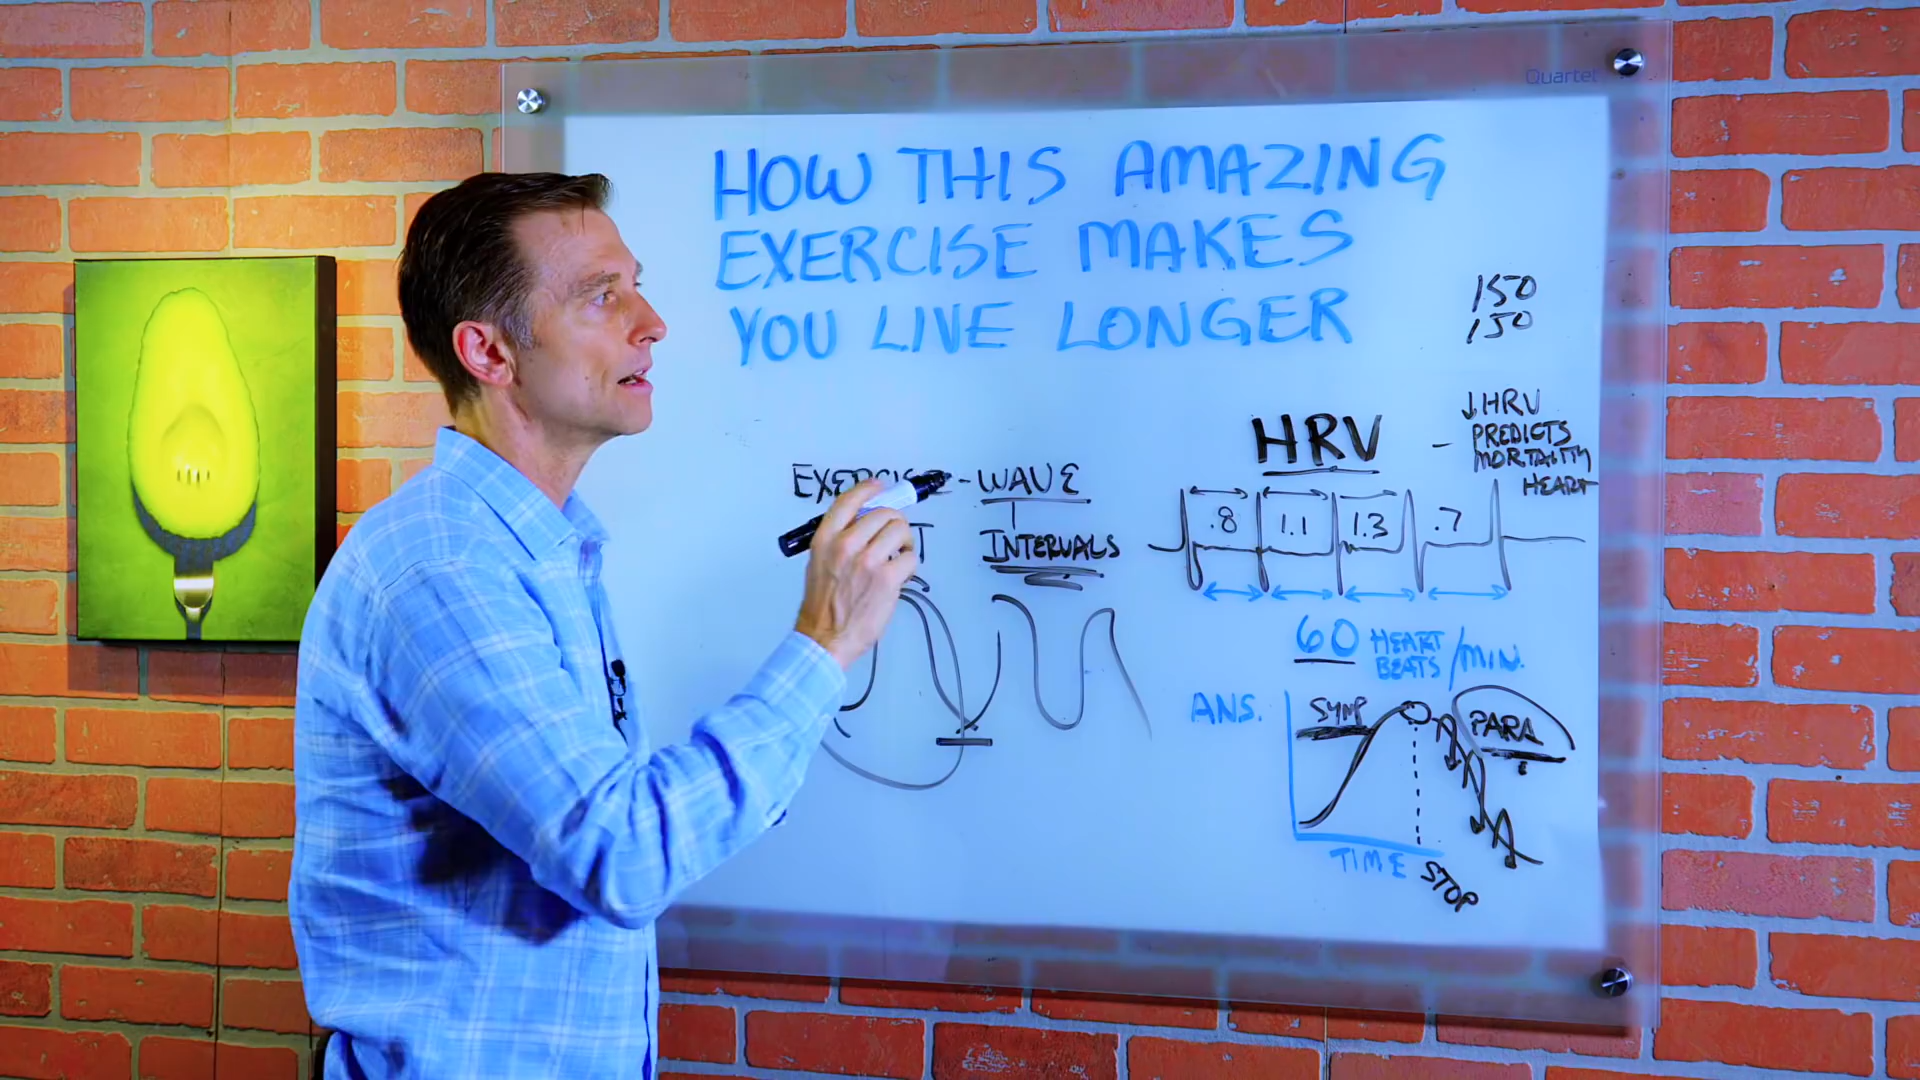 Quartet
HOW THIS AMAZING
EXERCISE MAKES
YOU LIVE LONGER
150
150
HRV
- ↓HRV
PREDICTS
MORTALITY
HEART
EXERCISE - WAVE
INTERVALS
.8 1.1 1.3 .7
60 HEART BEATS /MIN.
ANS.
SYMP
PARA
TIME
STOP